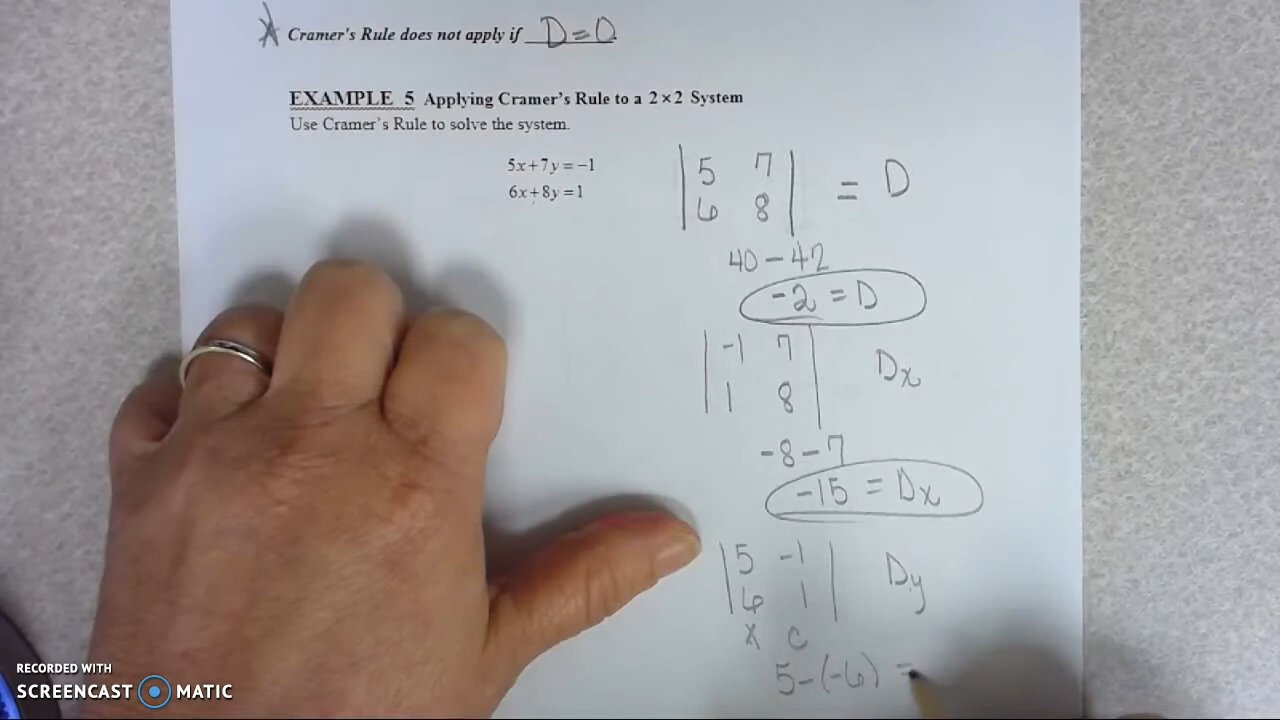 Cramer's Rule does not apply if D=0
EXAMPLE 5 Applying Cramer's Rule to a 2×2 System
Use Cramer's Rule to solve the system.
5x+7y=−1
6x+8y=1
|5 7|
|6 8| = D
40−42
-2 = D
|-1 7|
|1 8| Dx
-8-7
-15 = Dx
|5 -1|
|6 1| Dy
x c
5-(-6) =
RECORDED WITH
SCREENCAST O MATIC